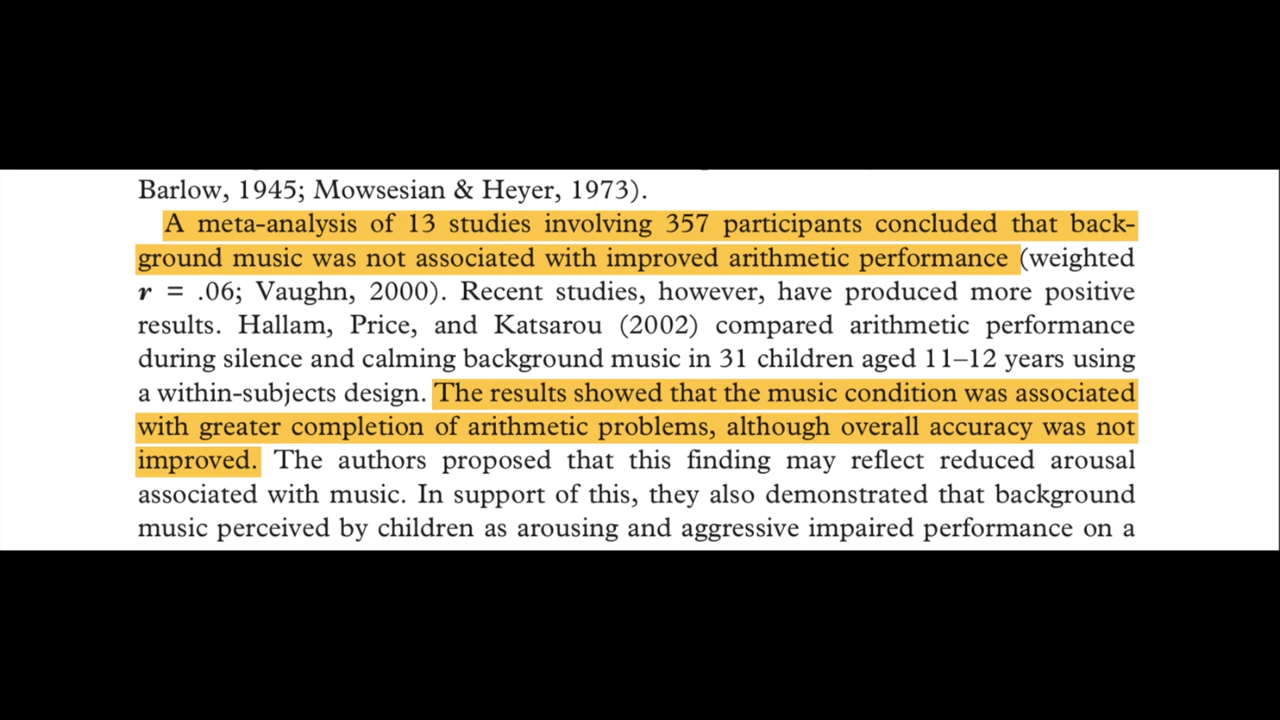 Barlow, 1945; Mowsesian & Heyer, 1973).
A meta-analysis of 13 studies involving 357 participants concluded that back-
ground music was not associated with improved arithmetic performance (weighted
r = .06; Vaughn, 2000). Recent studies, however, have produced more positive
results. Hallam, Price, and Katsarou (2002) compared arithmetic performance
during silence and calming background music in 31 children aged 11–12 years using
a within-subjects design. The results showed that the music condition was associated
with greater completion of arithmetic problems, although overall accuracy was not
improved. The authors proposed that this finding may reflect reduced arousal
associated with music. In support of this, they also demonstrated that background
music perceived by children as arousing and aggressive impaired performance on a